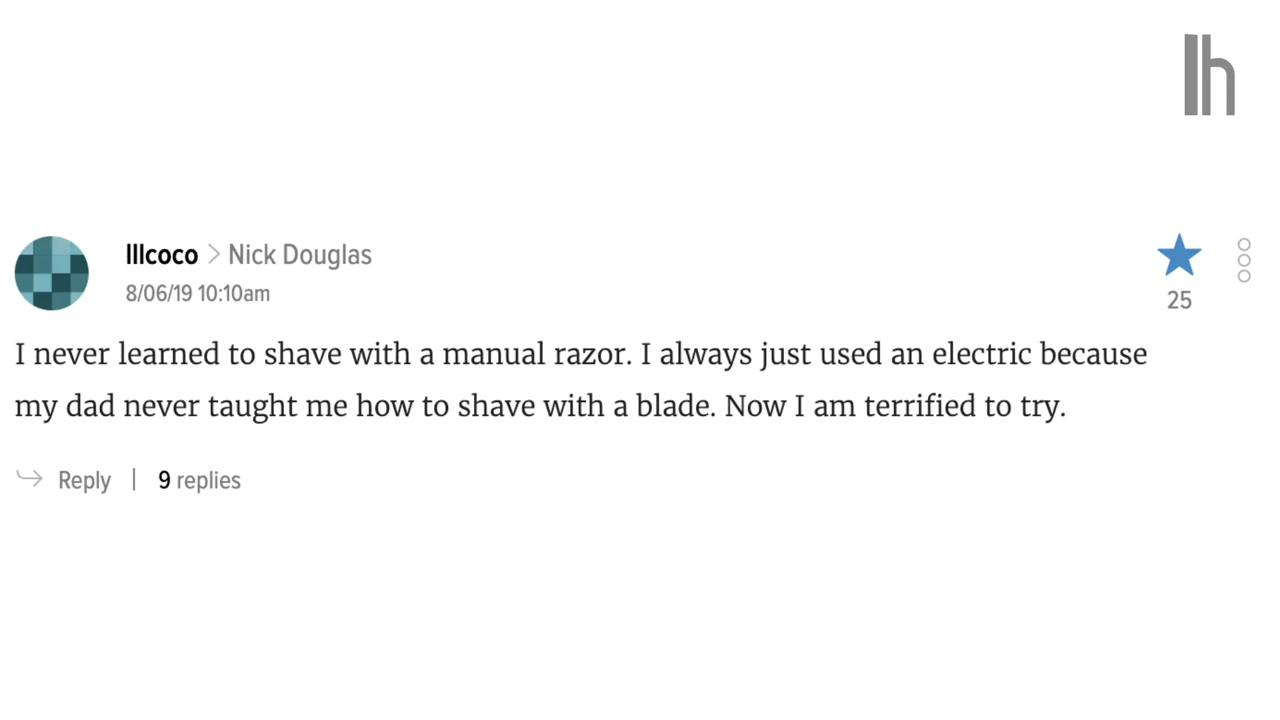 lh
Illcoco > Nick Douglas
8/06/19 10:10am
25
I never learned to shave with a manual razor. I always just used an electric because
my dad never taught me how to shave with a blade. Now I am terrified to try.
Reply | 9 replies